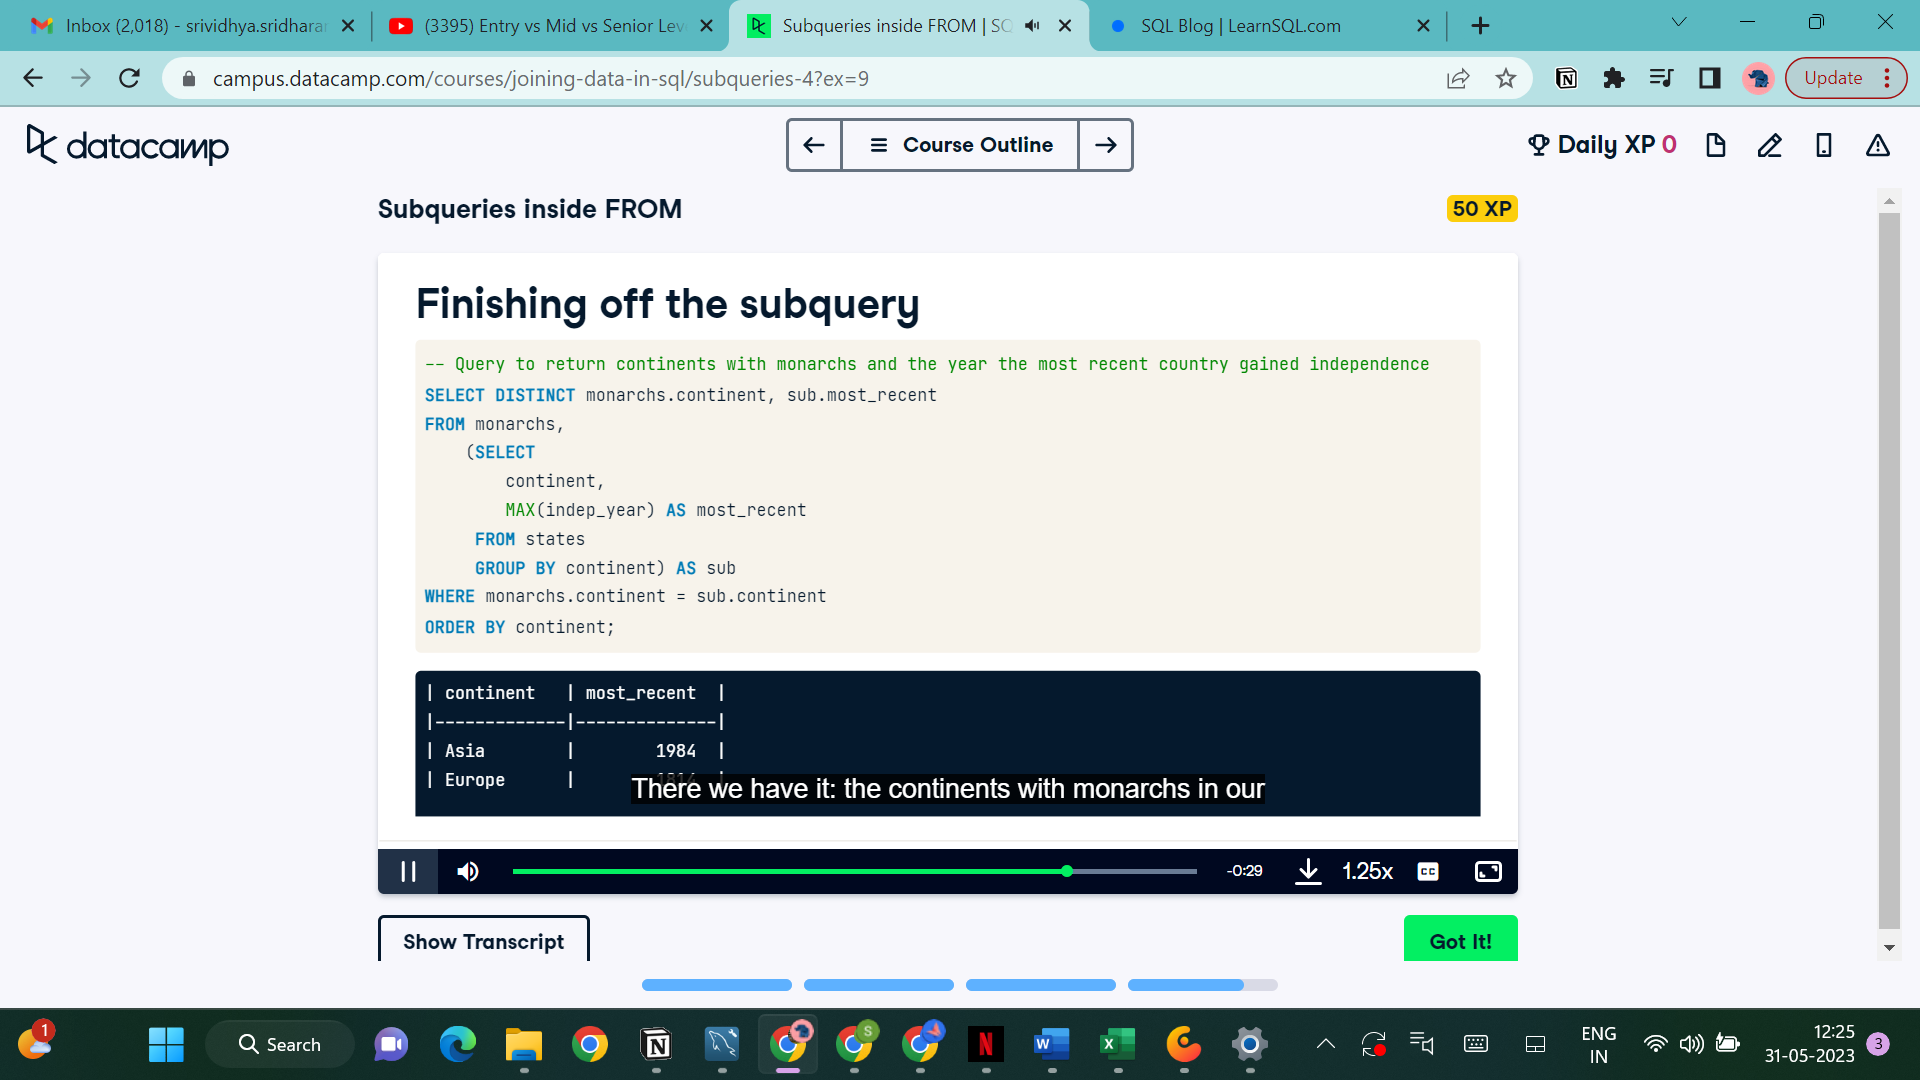 Inbox (2,018) - srividhya.sridharan
(3395) Entry vs Mid vs Senior Lev
Subqueries inside FROM | SQ
SQL Blog | LearnSQL.com
campus.datacamp.com/courses/joining-data-in-sql/subqueries-4?ex=9
Update
datacamp
Course Outline
Daily XP 0
Subqueries inside FROM
50 XP
Finishing off the subquery
-- Query to return continents with monarchs and the year the most recent country gained independence
SELECT DISTINCT monarchs.continent, sub.most_recent
FROM monarchs,
(SELECT
continent,
MAX(indep_year) AS most_recent
FROM states
GROUP BY continent) AS sub
WHERE monarchs.continent = sub.continent
ORDER BY continent;
| continent | most_recent |
|-------------|--------------|
| Asia | 1984 |
| Europe | 1814 |
There we have it: the continents with monarchs in our
-0:29
1.25x
CC
Show Transcript
Got It!
1
Search
S
N
W
X
ENG
IN
12:25
31-05-2023
3